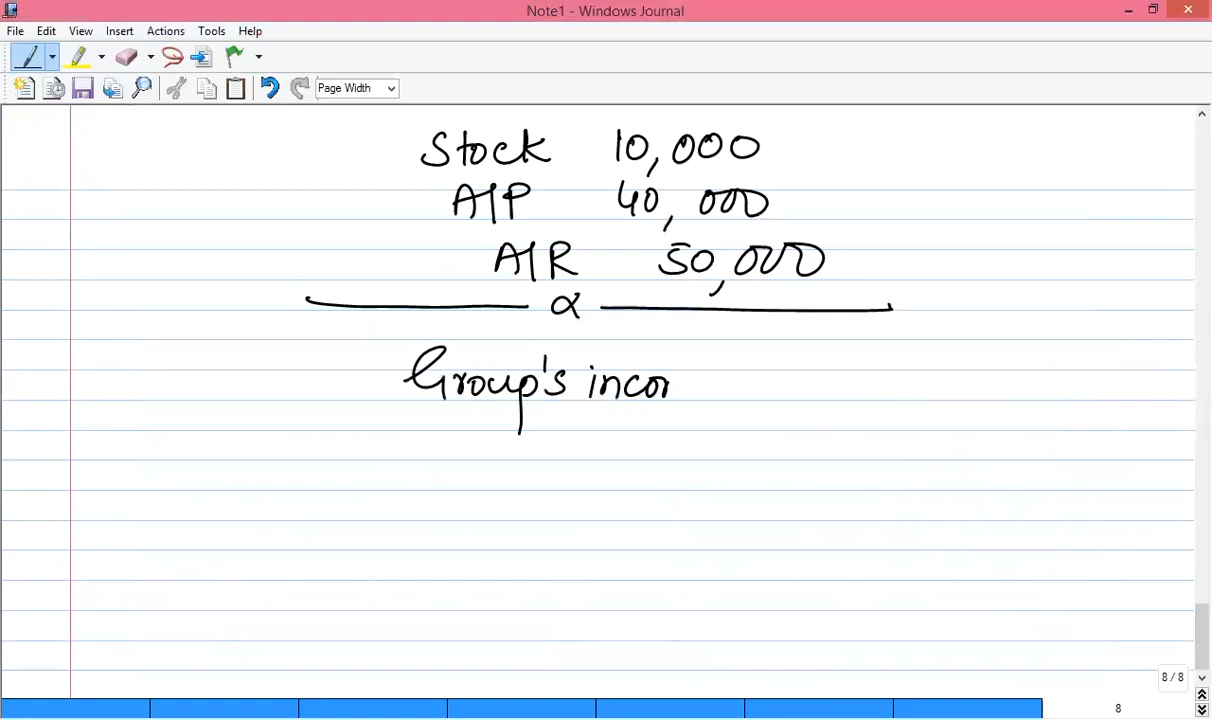 Note1 - Windows Journal
File Edit View Insert Actions Tools Help
Page Width
Stock 10,000
A/P 40,000
A/R 50,000
Group's incor
8 / 8
8